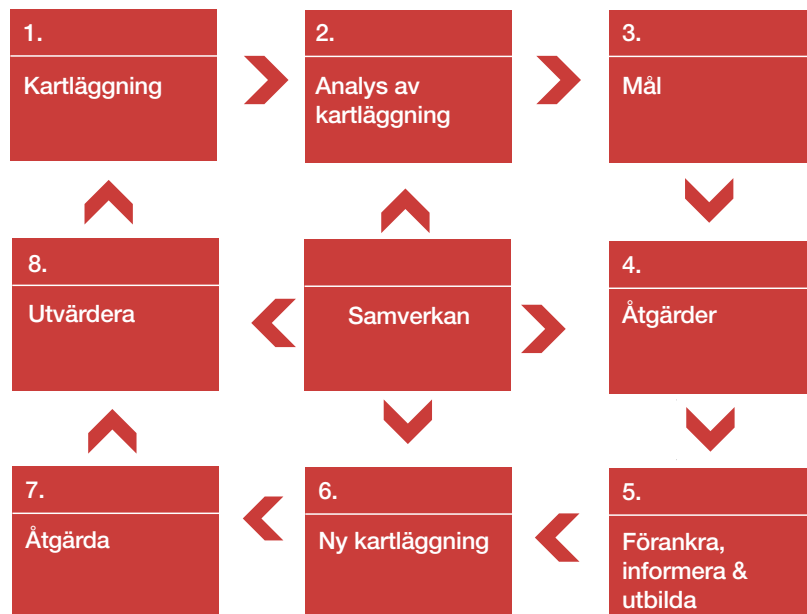 1.
Kartläggning
2.
Analys av
kartläggning
3.
Mål
8.
Utvärdera
Samverkan
4.
Åtgärder
7.
Åtgärda
6.
Ny kartläggning
5.
Förankra,
informera &
utbilda